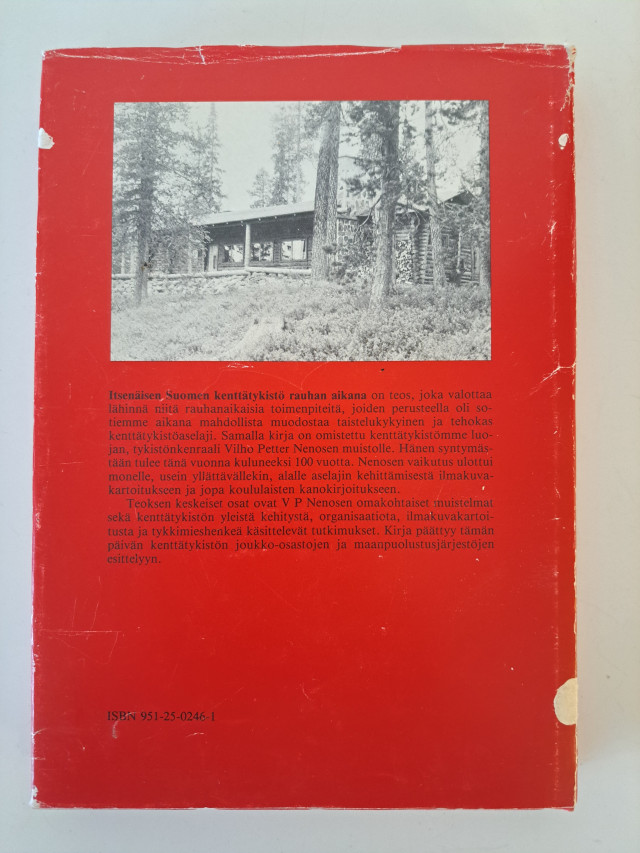 Itsenäisen Suomen kenttätykistö rauhan aikana on teos, joka valottaa
lähinnä niitä rauhanaikaisia toimenpiteitä, joiden perusteella oli so-
tiemme aikana mahdollista muodostaa taistelukykyinen ja tehokas
kenttätykistöaselaji. Samalla kirja on omistettu kenttätykistömme luo-
jan, tykistönkenraali Vilho Petter Nenosen muistolle. Hänen syntymäs-
tään tulee tänä vuonna kuluneeksi 100 vuotta. Nenosen vaikutus ulottui
monelle, usein yllättävällekin, alalle aselajin kehittämisestä ilmakuva-
kartoitukseen ja jopa koululaisten kanokirjoitukseen.
Teoksen keskeiset osat ovat V P Nenosen omakohtaiset muistelmat
sekä kenttätykistön yleistä kehitystä, organisaatiota, ilmakuvakartoi-
tusta ja tykkimieshenkeä käsittelevät tutkimukset. Kirja päättyy tämän
päivän kenttätykistön joukko-osastojen ja maanpuolustusjärjestöjen
esittelyyn.
ISBN 951-25-0246-1